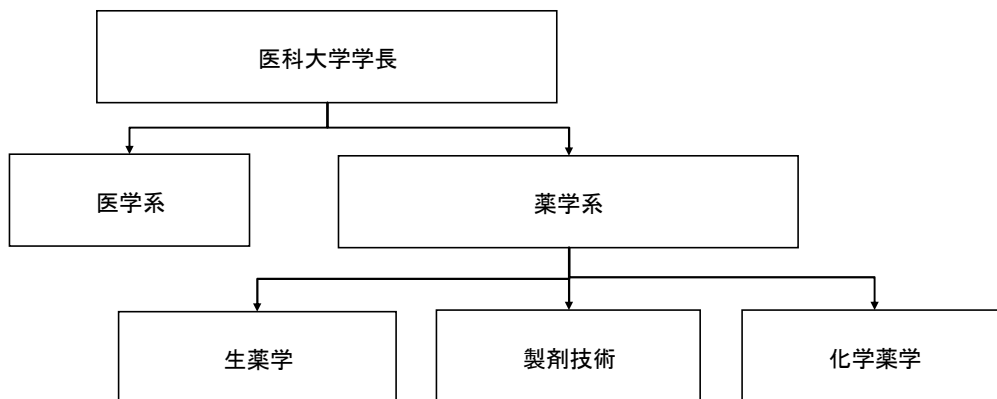 医科大学学長
医学系
薬学系
生薬学
製剤技術
化学薬学